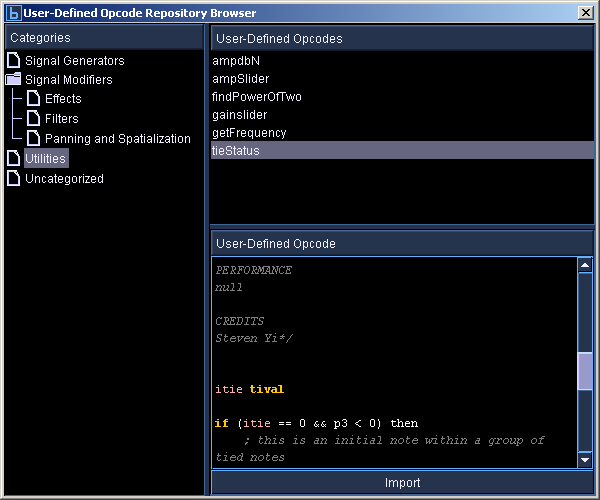 b User-Defined Opcode Repository Browser
Categories
Signal Generators
Signal Modifiers
Effects
Filters
Panning and Spatialization
Utilities
Uncategorized
User-Defined Opcodes
ampdbN
ampSlider
findPowerOfTwo
gainslider
getFrequency
tieStatus
User-Defined Opcode
PERFORMANCE
null
CREDITS
Steven Yi*/
itie tival
if (itie == 0 && p3 < 0) then
; this is an initial note within a group of
tied notes
Import